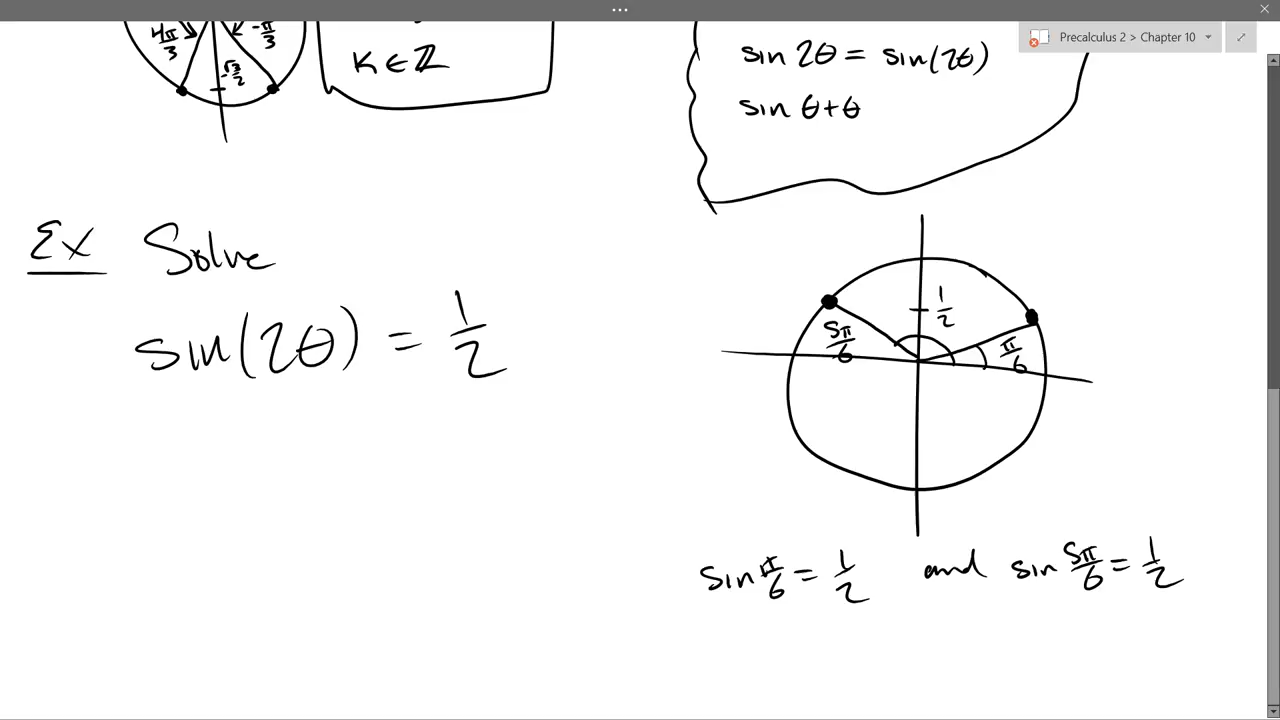 Precalculus 2 > Chapter 10
4π/3
-π/3
-√3/2
K ∈ ℤ
sin 2θ = sin(2θ)
sin θ+θ
Ex Solve
sin(2θ) = 1/2
1/2
5π/6
π/6
sin π/6 = 1/2 and sin 5π/6 = 1/2